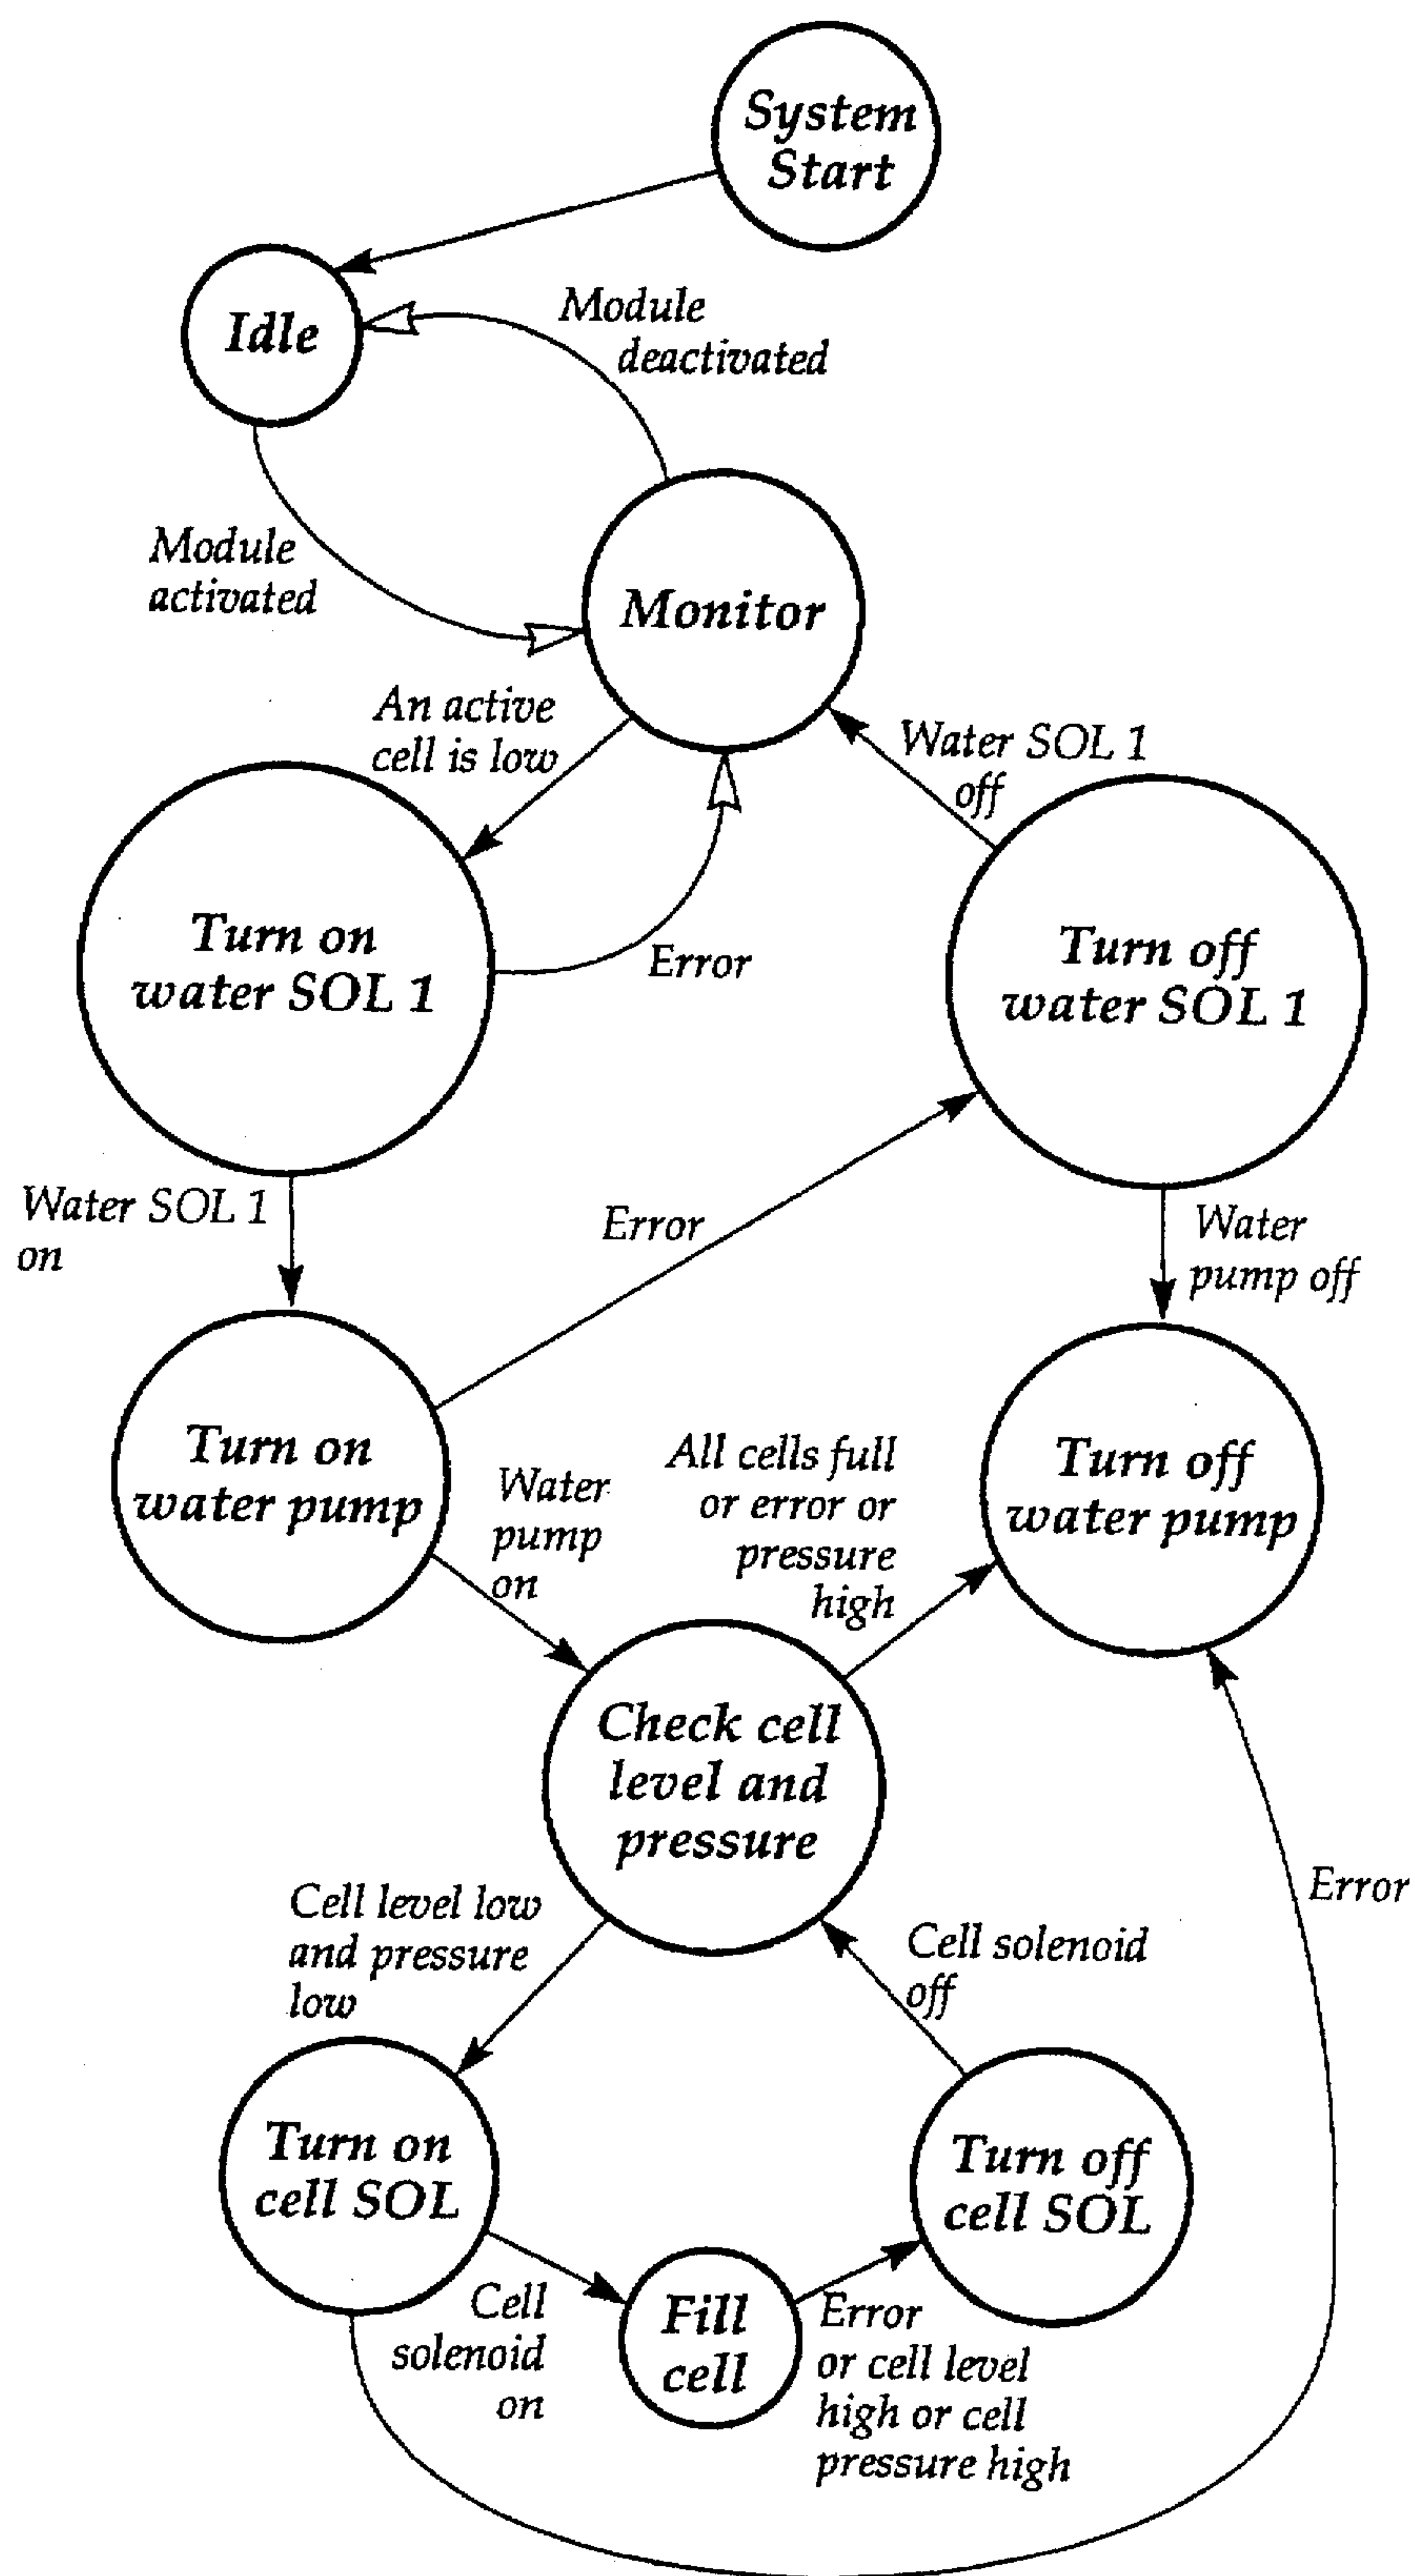 System
Start
Idle
Module
deactivated
Module
activated
Monitor
An active
cell is low
Water SOL 1
off
Turn on
water SOL 1
Error
Turn off
water SOL 1
Water SOL 1
on
Error
Water
pump off
Turn on
water pump
Water
pump
on
All cells full
or error or
pressure
high
Turn off
water pump
Check cell
level and
pressure
Cell level low
and pressure
low
Cell solenoid
off
Error
Turn on
cell SOL
Turn off
cell SOL
Cell
solenoid
on
Fill
cell
Error
or cell level
high or cell
pressure high